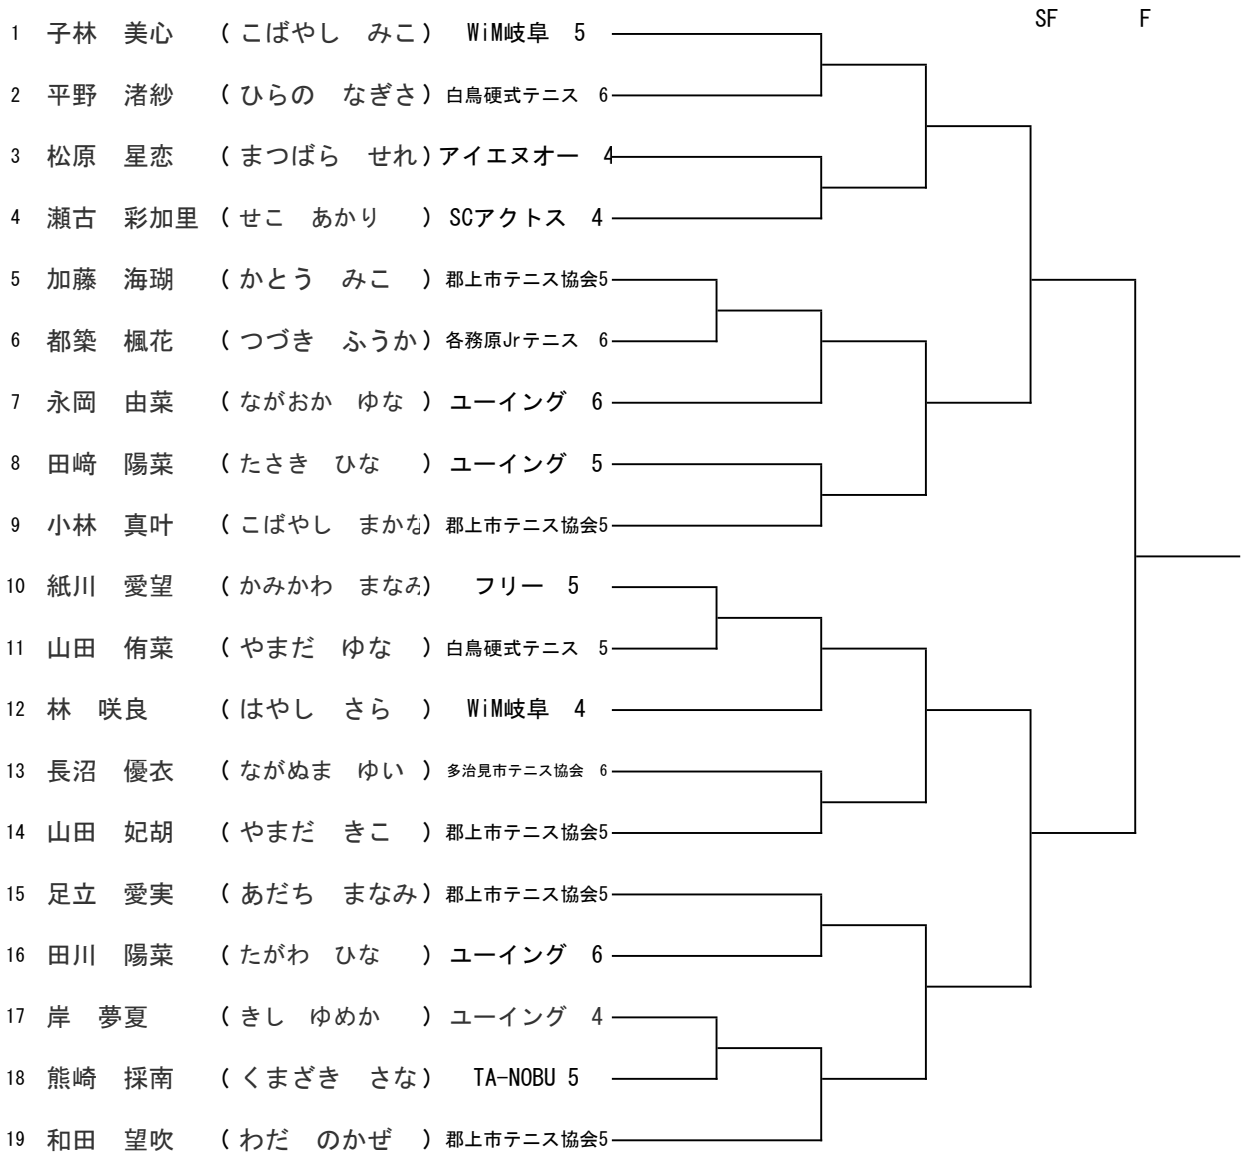 SF F
1 子林 美心 ( こばやし みこ ) WiM岐阜 5
2 平野 渚紗 ( ひらの なぎさ ) 白鳥硬式テニス 6
3 松原 星恋 ( まつばら せれ ) アイエヌオー 4
4 瀬古 彩加里 ( せこ あかり ) SCアクトス 4
5 加藤 海瑚 ( かとう みこ ) 郡上市テニス協会5
6 都築 楓花 ( つづき ふうか ) 各務原Jrテニス 6
7 永岡 由菜 ( ながおか ゆな ) ユーイング 6
8 田﨑 陽菜 ( たさき ひな ) ユーイング 5
9 小林 真叶 ( こばやし まかな ) 郡上市テニス協会5
10 紙川 愛望 ( かみかわ まなみ ) フリー 5
11 山田 侑菜 ( やまだ ゆな ) 白鳥硬式テニス 5
12 林 咲良 ( はやし さら ) WiM岐阜 4
13 長沼 優衣 ( ながぬま ゆい ) 多治見市テニス協会 6
14 山田 妃胡 ( やまだ きこ ) 郡上市テニス協会5
15 足立 愛実 ( あだち まなみ ) 郡上市テニス協会5
16 田川 陽菜 ( たがわ ひな ) ユーイング 6
17 岸 夢夏 ( きし ゆめか ) ユーイング 4
18 熊崎 採南 ( くまざき さな ) TA-NOBU 5
19 和田 望吹 ( わだ のかぜ ) 郡上市テニス協会5